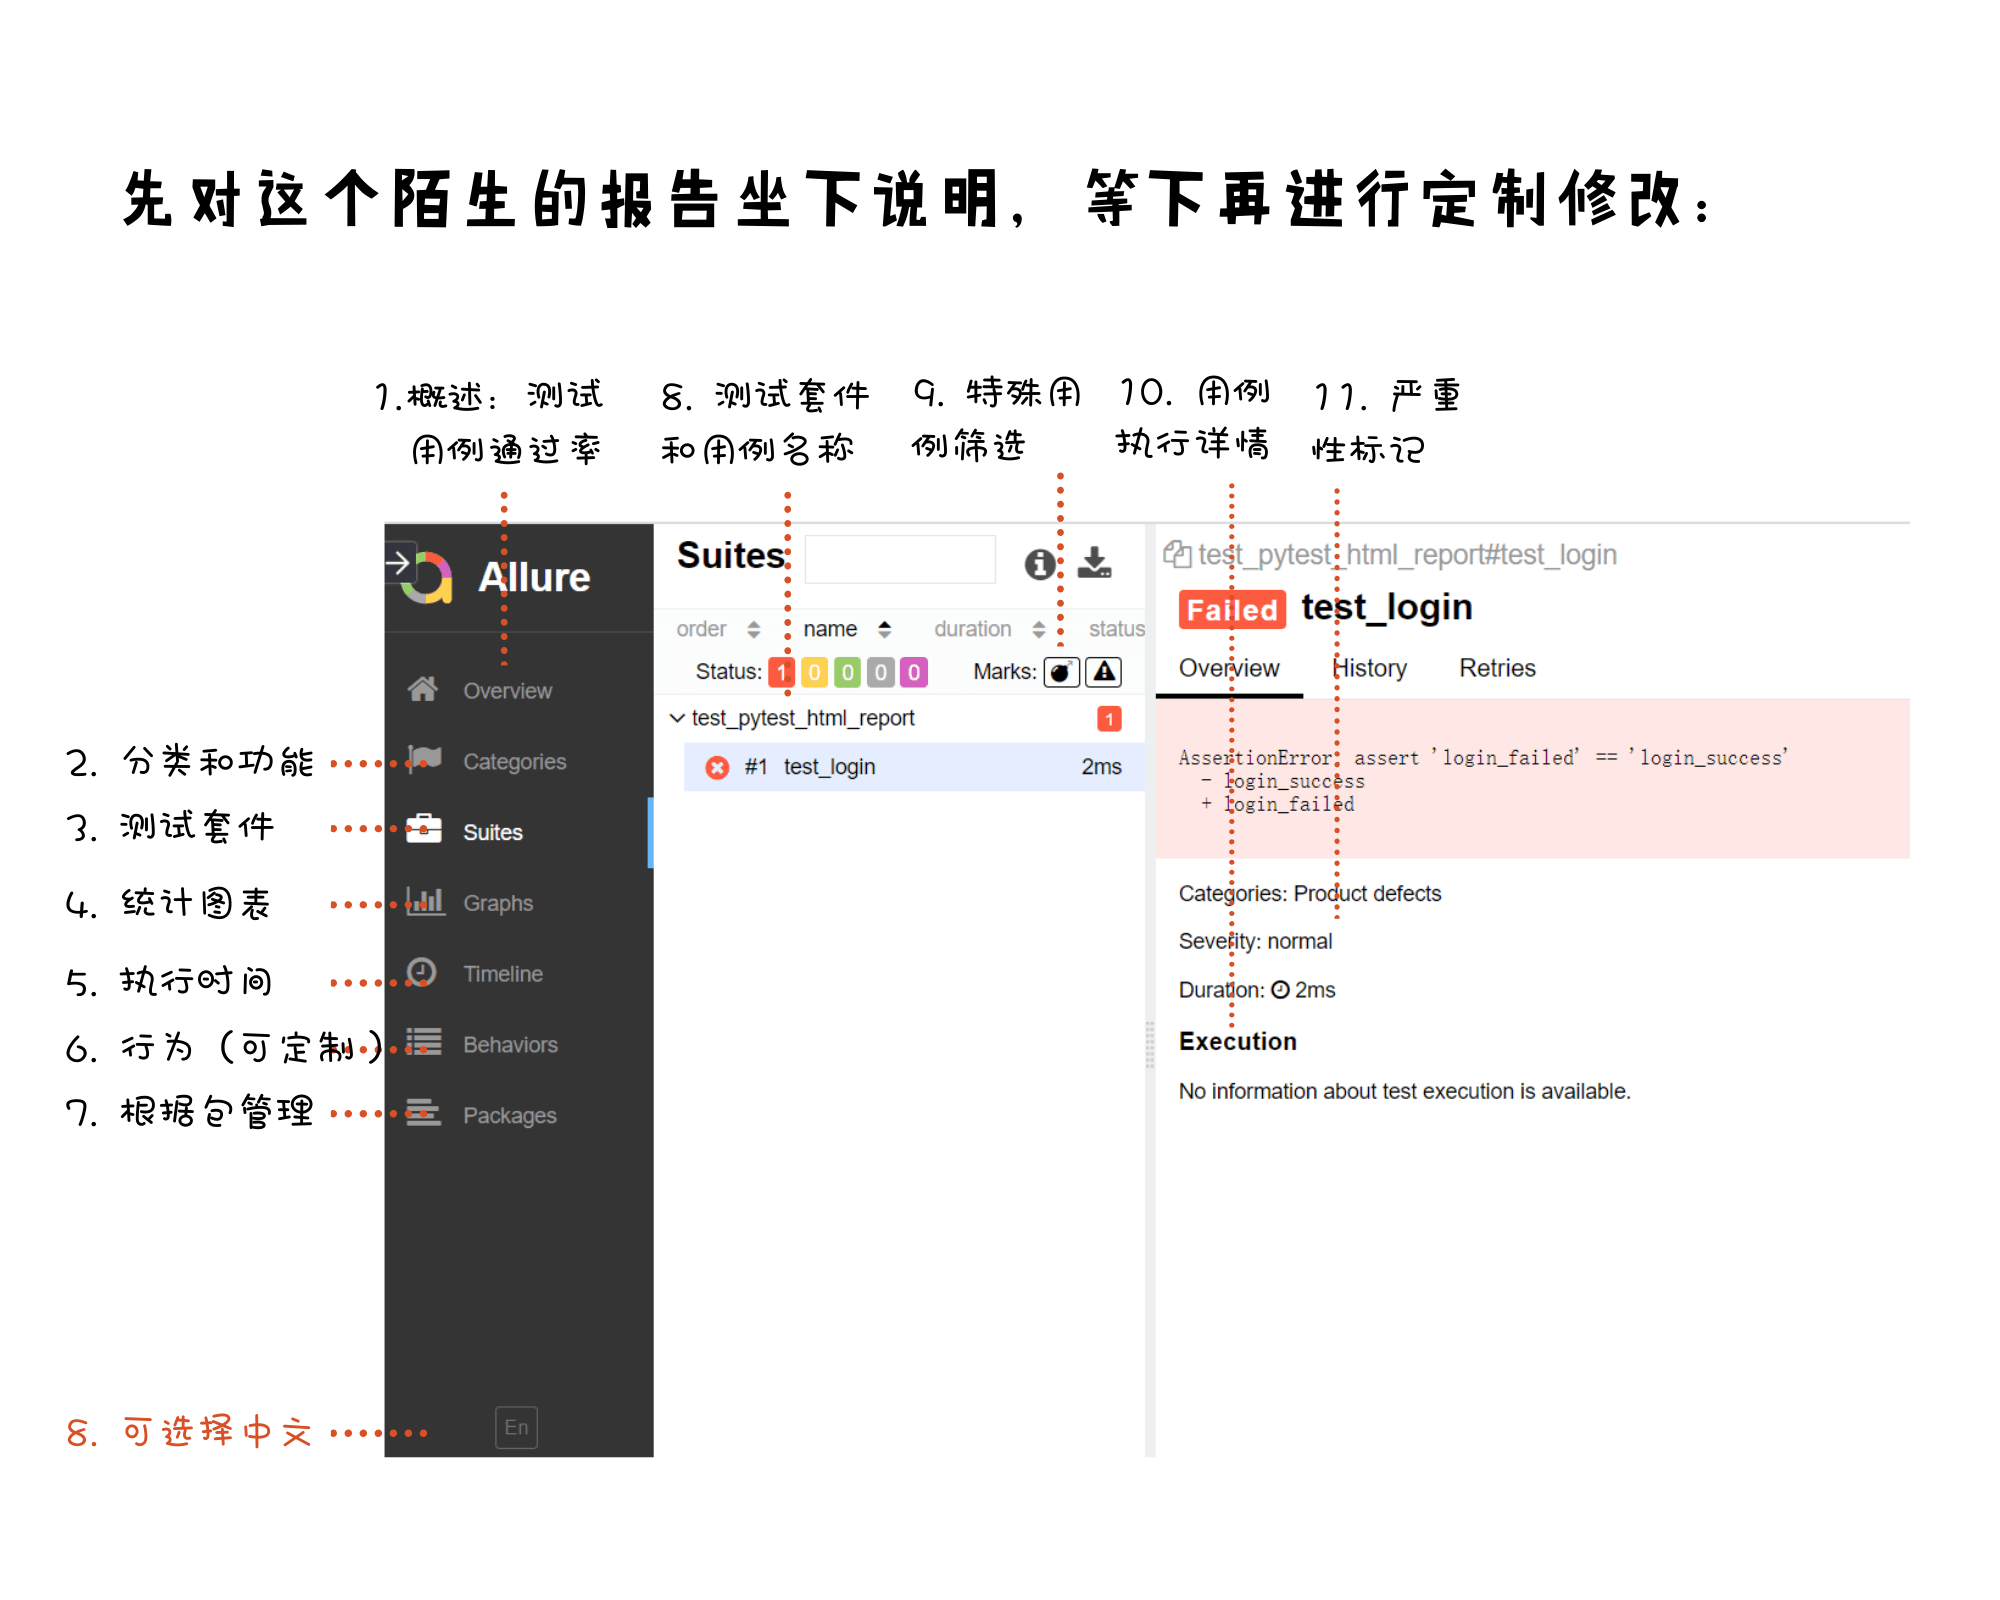 先对这个陌生的报告坐下说明，等下再进行定制修改：
1.概述：测试
用例通过率
8. 测试套件
和用例名称
9. 特殊用
例筛选
10. 用例
执行详情
11. 严重
性标记
2. 分类和功能
3. 测试套件
4. 统计图表
5. 执行时间
6. 行为（可定制）
7. 根据包管理
8. 可选择中文
Allure
Overview
Categories
Suites
Graphs
Timeline
Behaviors
Packages
En
Suites
order name duration status
Status: 1 0 0 0 0 Marks:
test_pytest_html_report 1
#1 test_login 2ms
test_pytest_html_report#test_login
Failed test_login
Overview History Retries
AssertionError: assert 'login_failed' == 'login_success'
- login_success
+ login_failed
Categories: Product defects
Severity: normal
Duration: 2ms
Execution
No information about test execution is available.